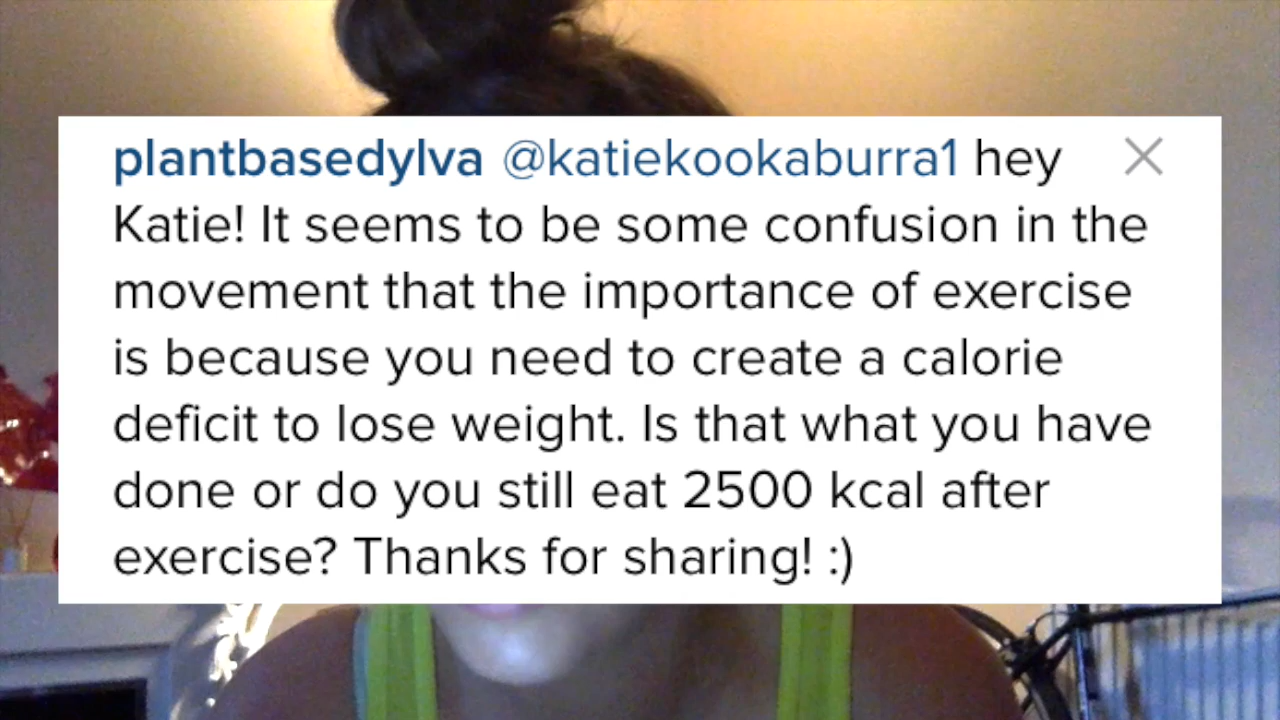 plantbasedylva @katiekookaburra1 hey
Katie! It seems to be some confusion in the
movement that the importance of exercise
is because you need to create a calorie
deficit to lose weight. Is that what you have
done or do you still eat 2500 kcal after
exercise? Thanks for sharing! :)